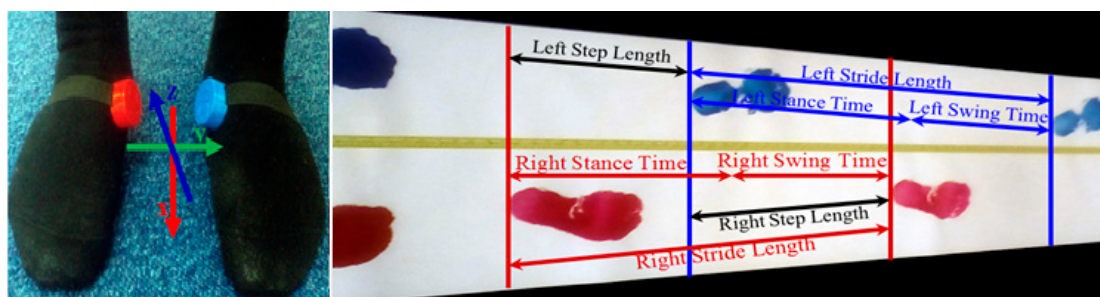 Z
Y
X
Left Step Length
Left Stride Length
Left Stance Time
Left Swing Time
Right Stance Time
Right Swing Time
Right Step Length
Right Stride Length